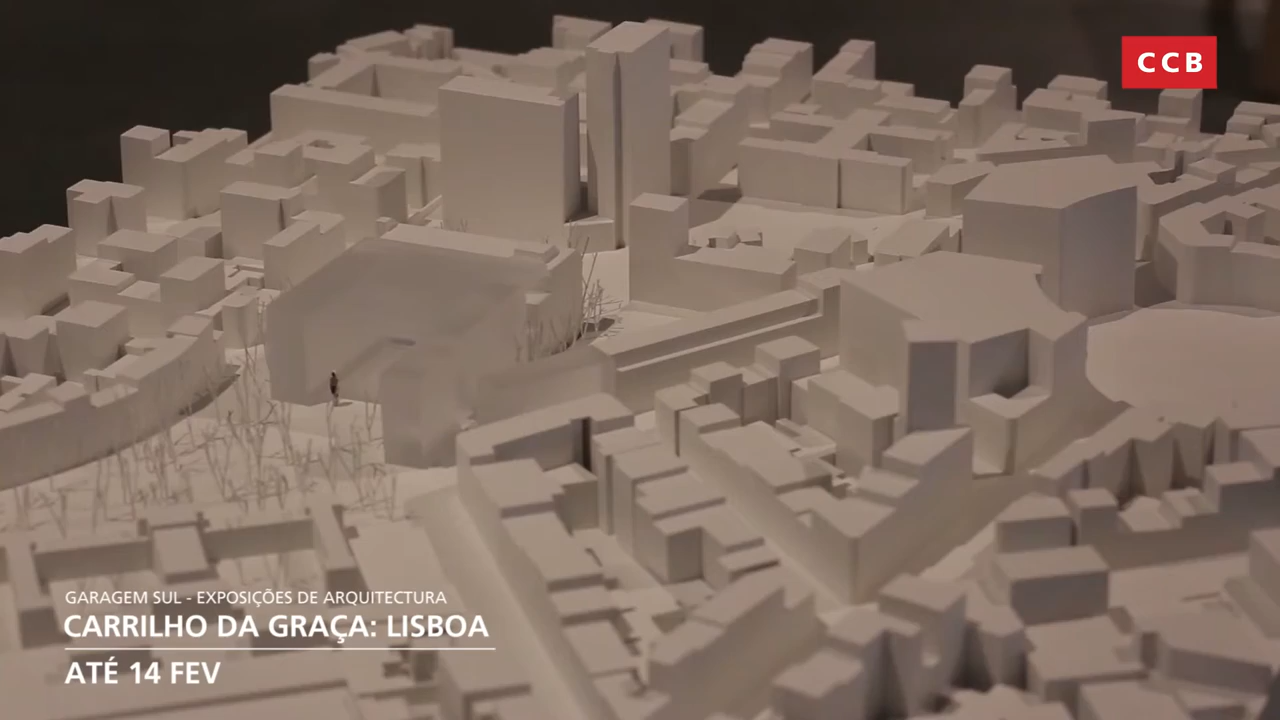 CCB
GARAGEM SUL - EXPOSIÇÕES DE ARQUITECTURA
CARRILHO DA GRAÇA: LISBOA
ATÉ 14 FEV